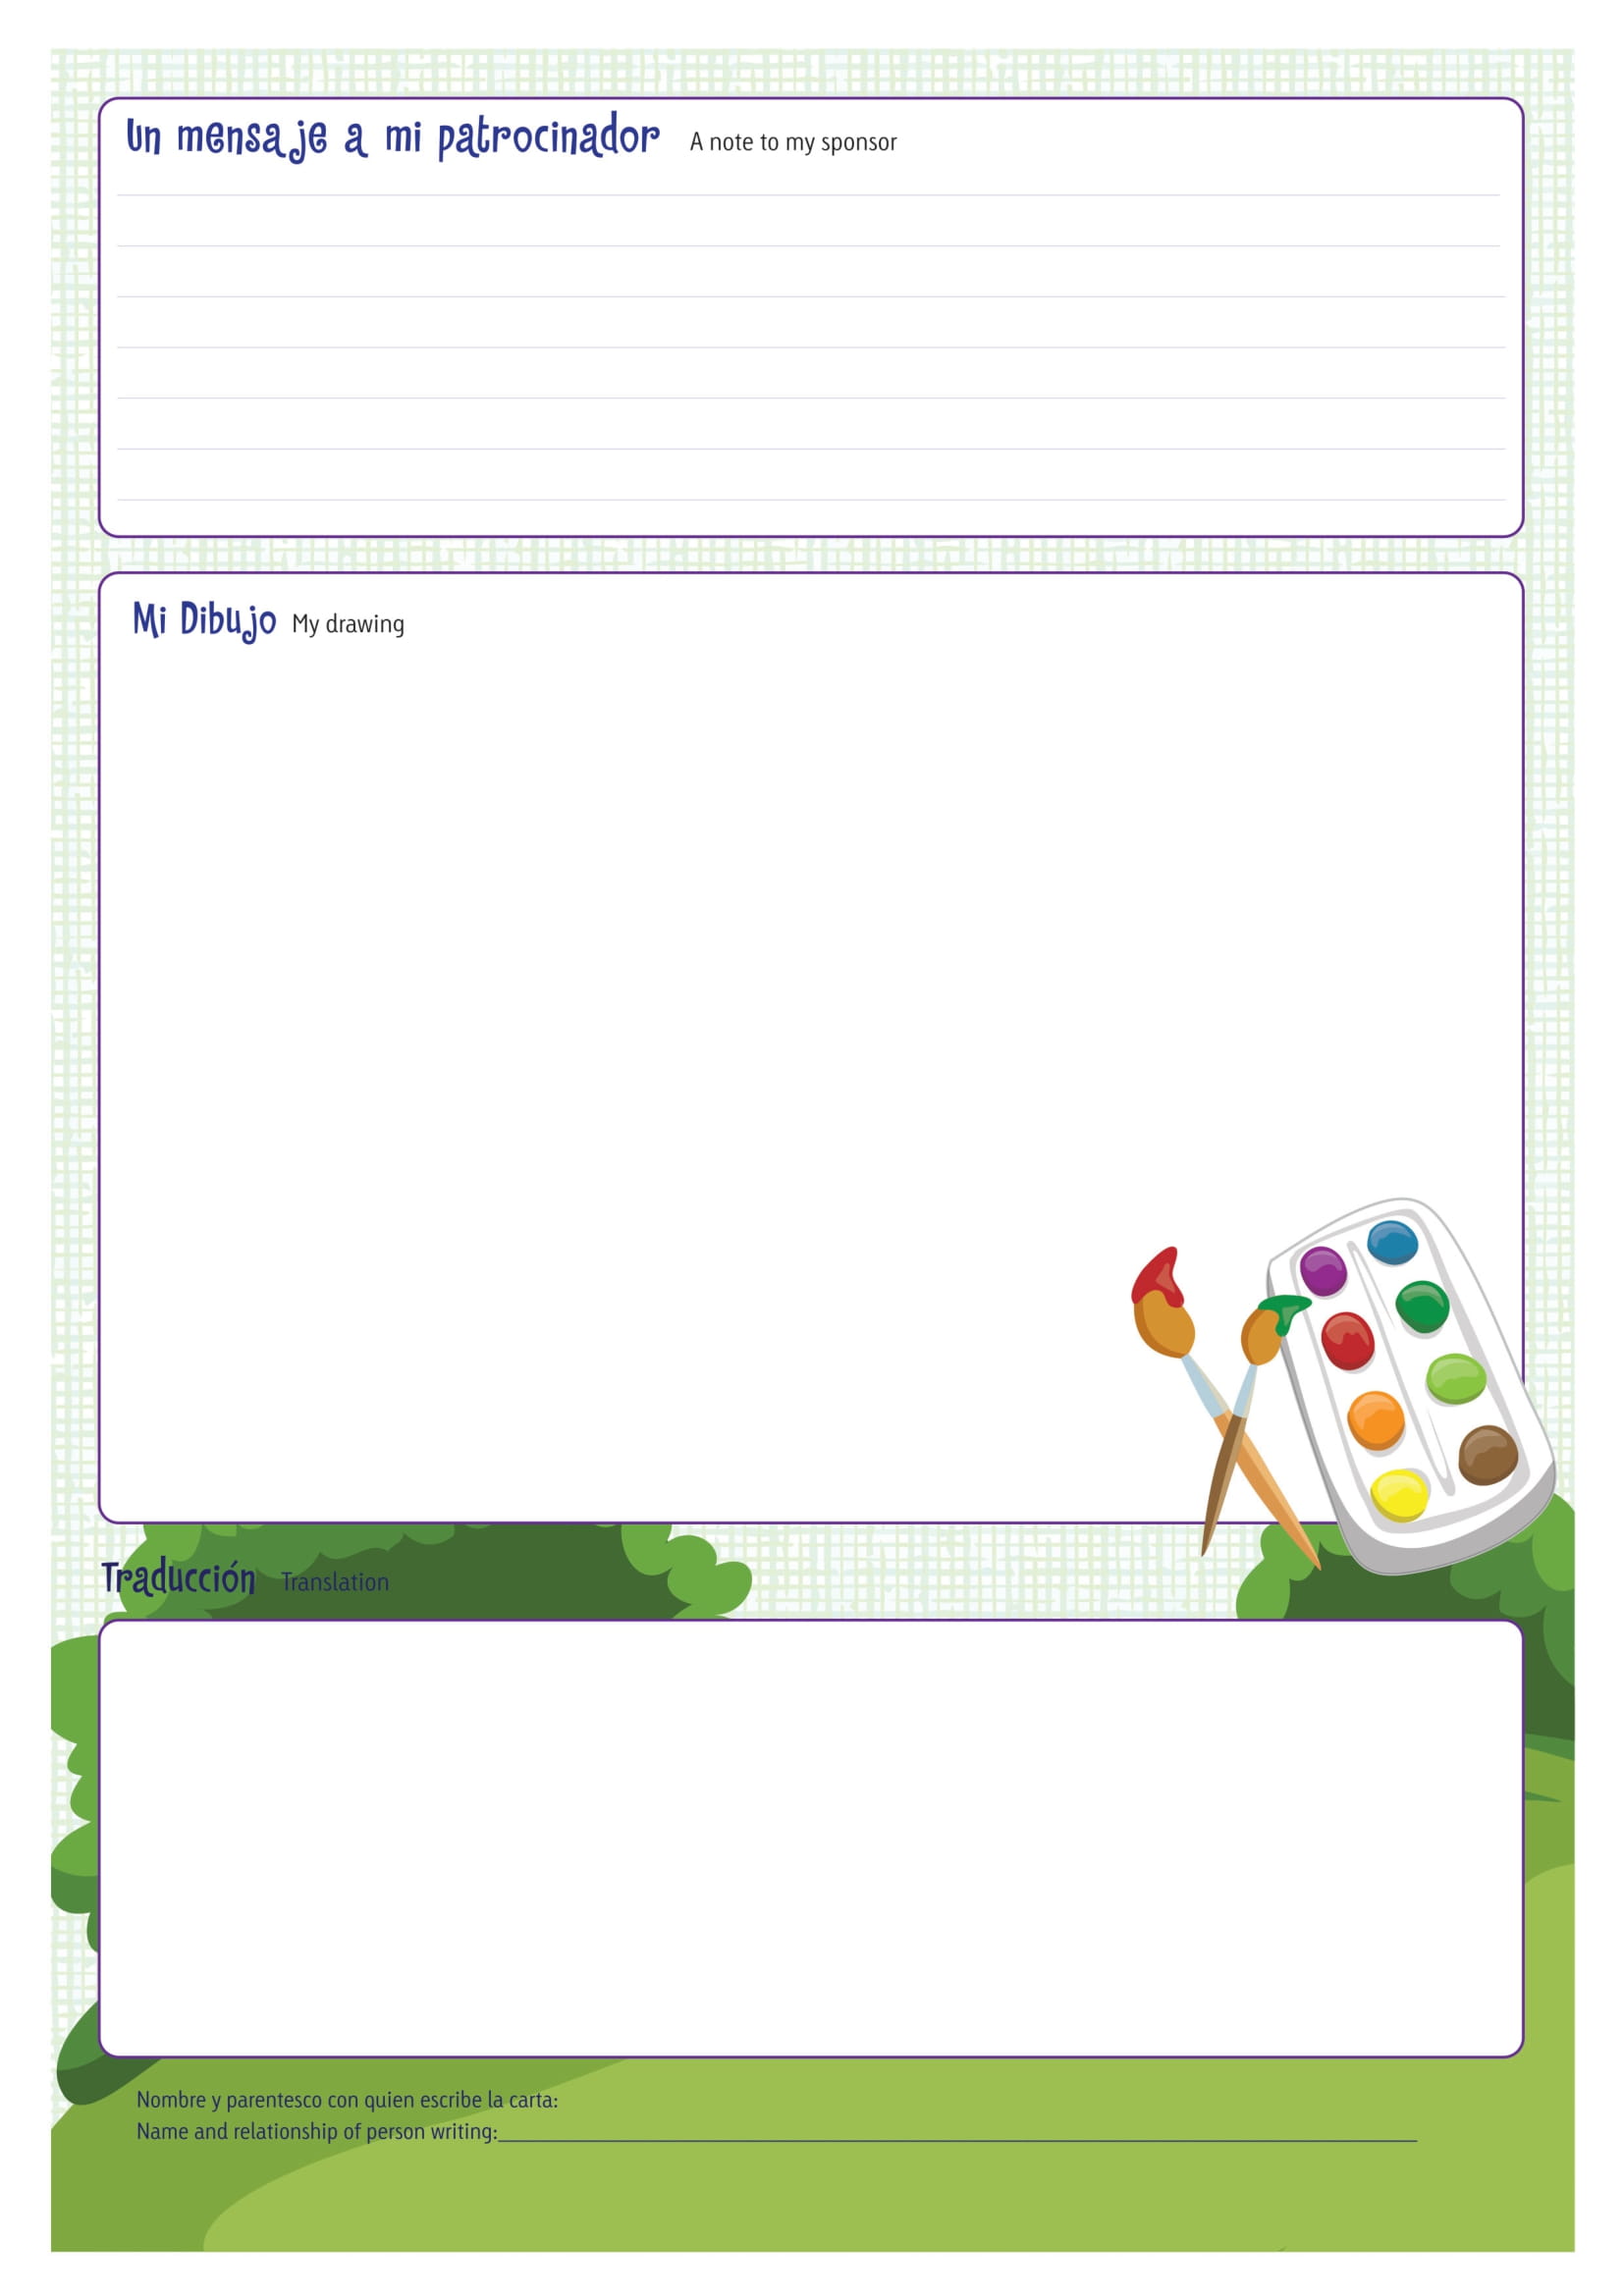 Un mensaje a mi patrocinador A note to my sponsor
Mi Dibujo My drawing
Traducción Translation
Nombre y parentesco con quien escribe la carta:
Name and relationship of person writing: